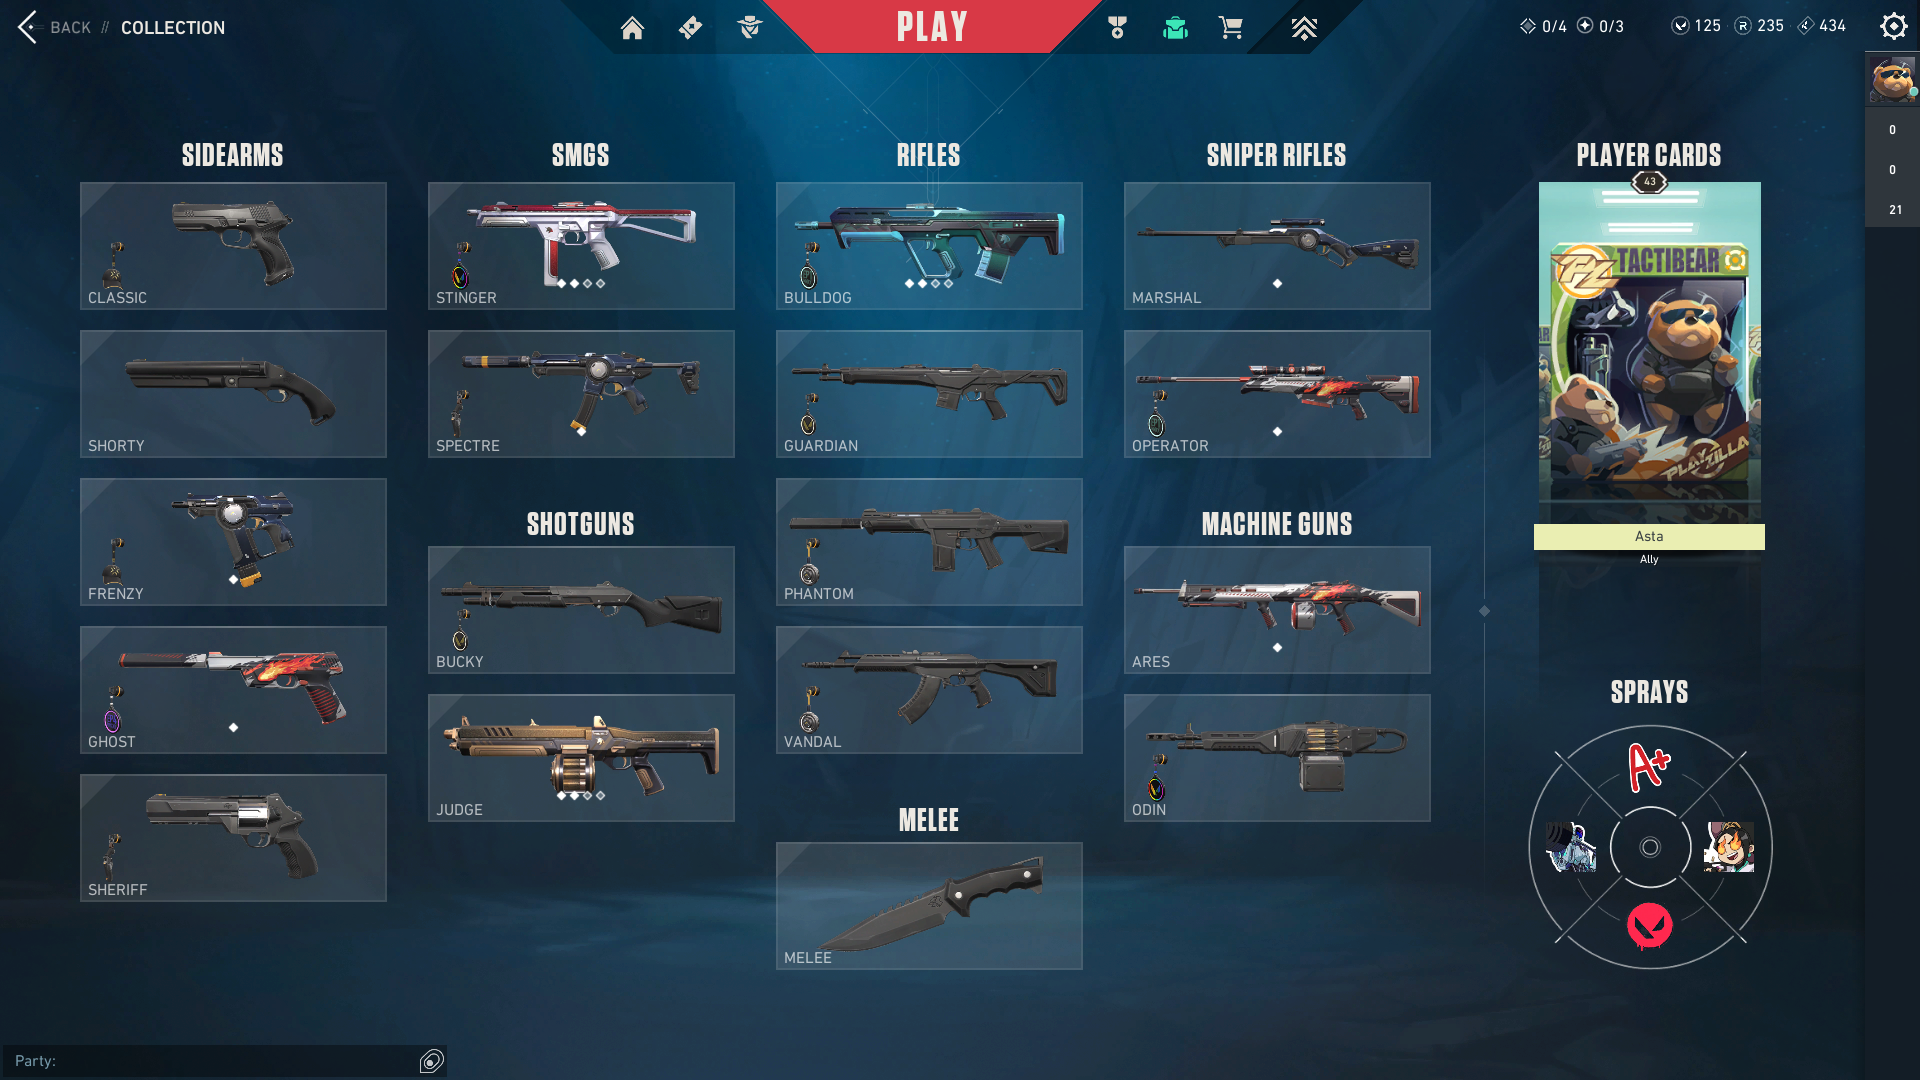 BACK // COLLECTION
PLAY
0/4 0/3 125 235 434
0
0
21
SIDEARMS
CLASSIC
SHORTY
FRENZY
GHOST
SHERIFF
SMGS
STINGER
SPECTRE
SHOTGUNS
BUCKY
JUDGE
RIFLES
BULLDOG
GUARDIAN
PHANTOM
VANDAL
MELEE
MELEE
SNIPER RIFLES
MARSHAL
OPERATOR
MACHINE GUNS
ARES
ODIN
PLAYER CARDS
43
PZ TACTIBEAR
PLAYZILLA
Asta
Ally
SPRAYS
A+
Party: